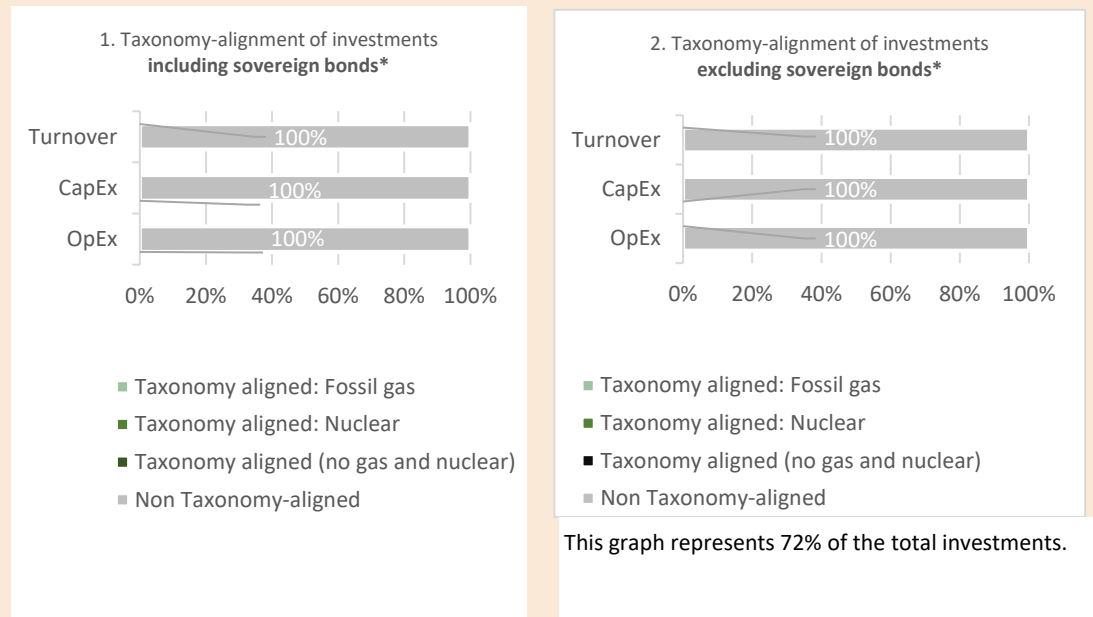 1. Taxonomy-alignment of investments
including sovereign bonds*
Turnover
100%
CapEx
100%
OpEx
100%
0% 20% 40% 60% 80% 100%
Taxonomy aligned: Fossil gas
Taxonomy aligned: Nuclear
Taxonomy aligned (no gas and nuclear)
Non Taxonomy-aligned
2. Taxonomy-alignment of investments
excluding sovereign bonds*
Turnover
100%
CapEx
100%
OpEx
100%
0% 20% 40% 60% 80% 100%
Taxonomy aligned: Fossil gas
Taxonomy aligned: Nuclear
Taxonomy aligned (no gas and nuclear)
Non Taxonomy-aligned
This graph represents 72% of the total investments.